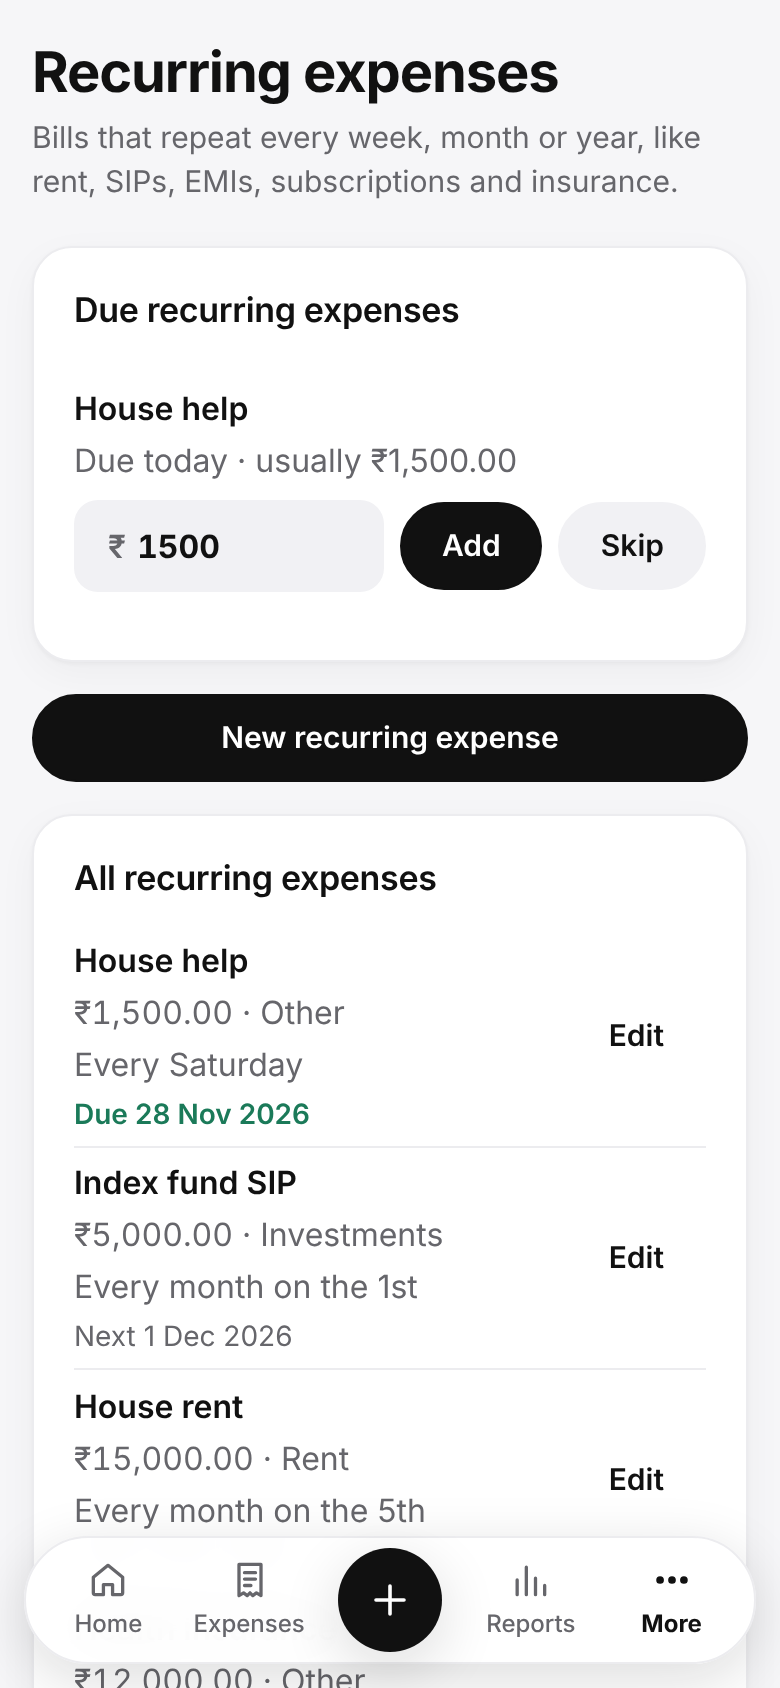 Recurring expenses
Bills that repeat every week, month or year, like
rent, SIPs, EMIs, subscriptions and insurance.
Due recurring expenses
House help
Due today · usually ₹1,500.00
₹ 1500
Add
Skip
New recurring expense
All recurring expenses
House help
₹1,500.00 · Other
Every Saturday
Due 28 Nov 2026
Edit
Index fund SIP
₹5,000.00 · Investments
Every month on the 1st
Next 1 Dec 2026
Edit
House rent
₹15,000.00 · Rent
Every month on the 5th
Edit
Home
Expenses
Reports
More
₹12,000.00 · Other